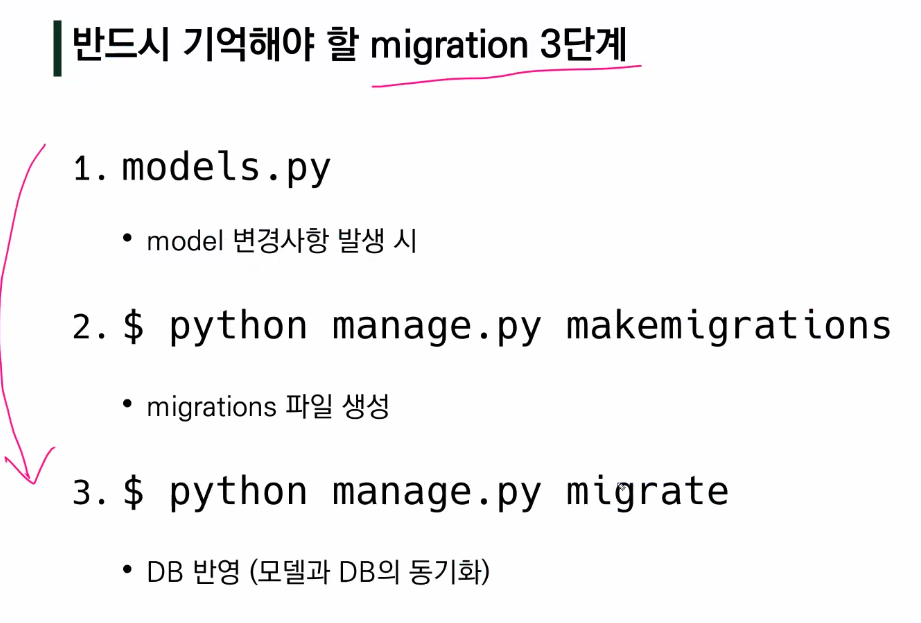 반드시 기억해야 할 migration 3단계
1. models.py
• model 변경사항 발생 시
2. $ python manage.py makemigrations
• migrations 파일 생성
3. $ python manage.py migrate
• DB 반영 (모델과 DB의 동기화)